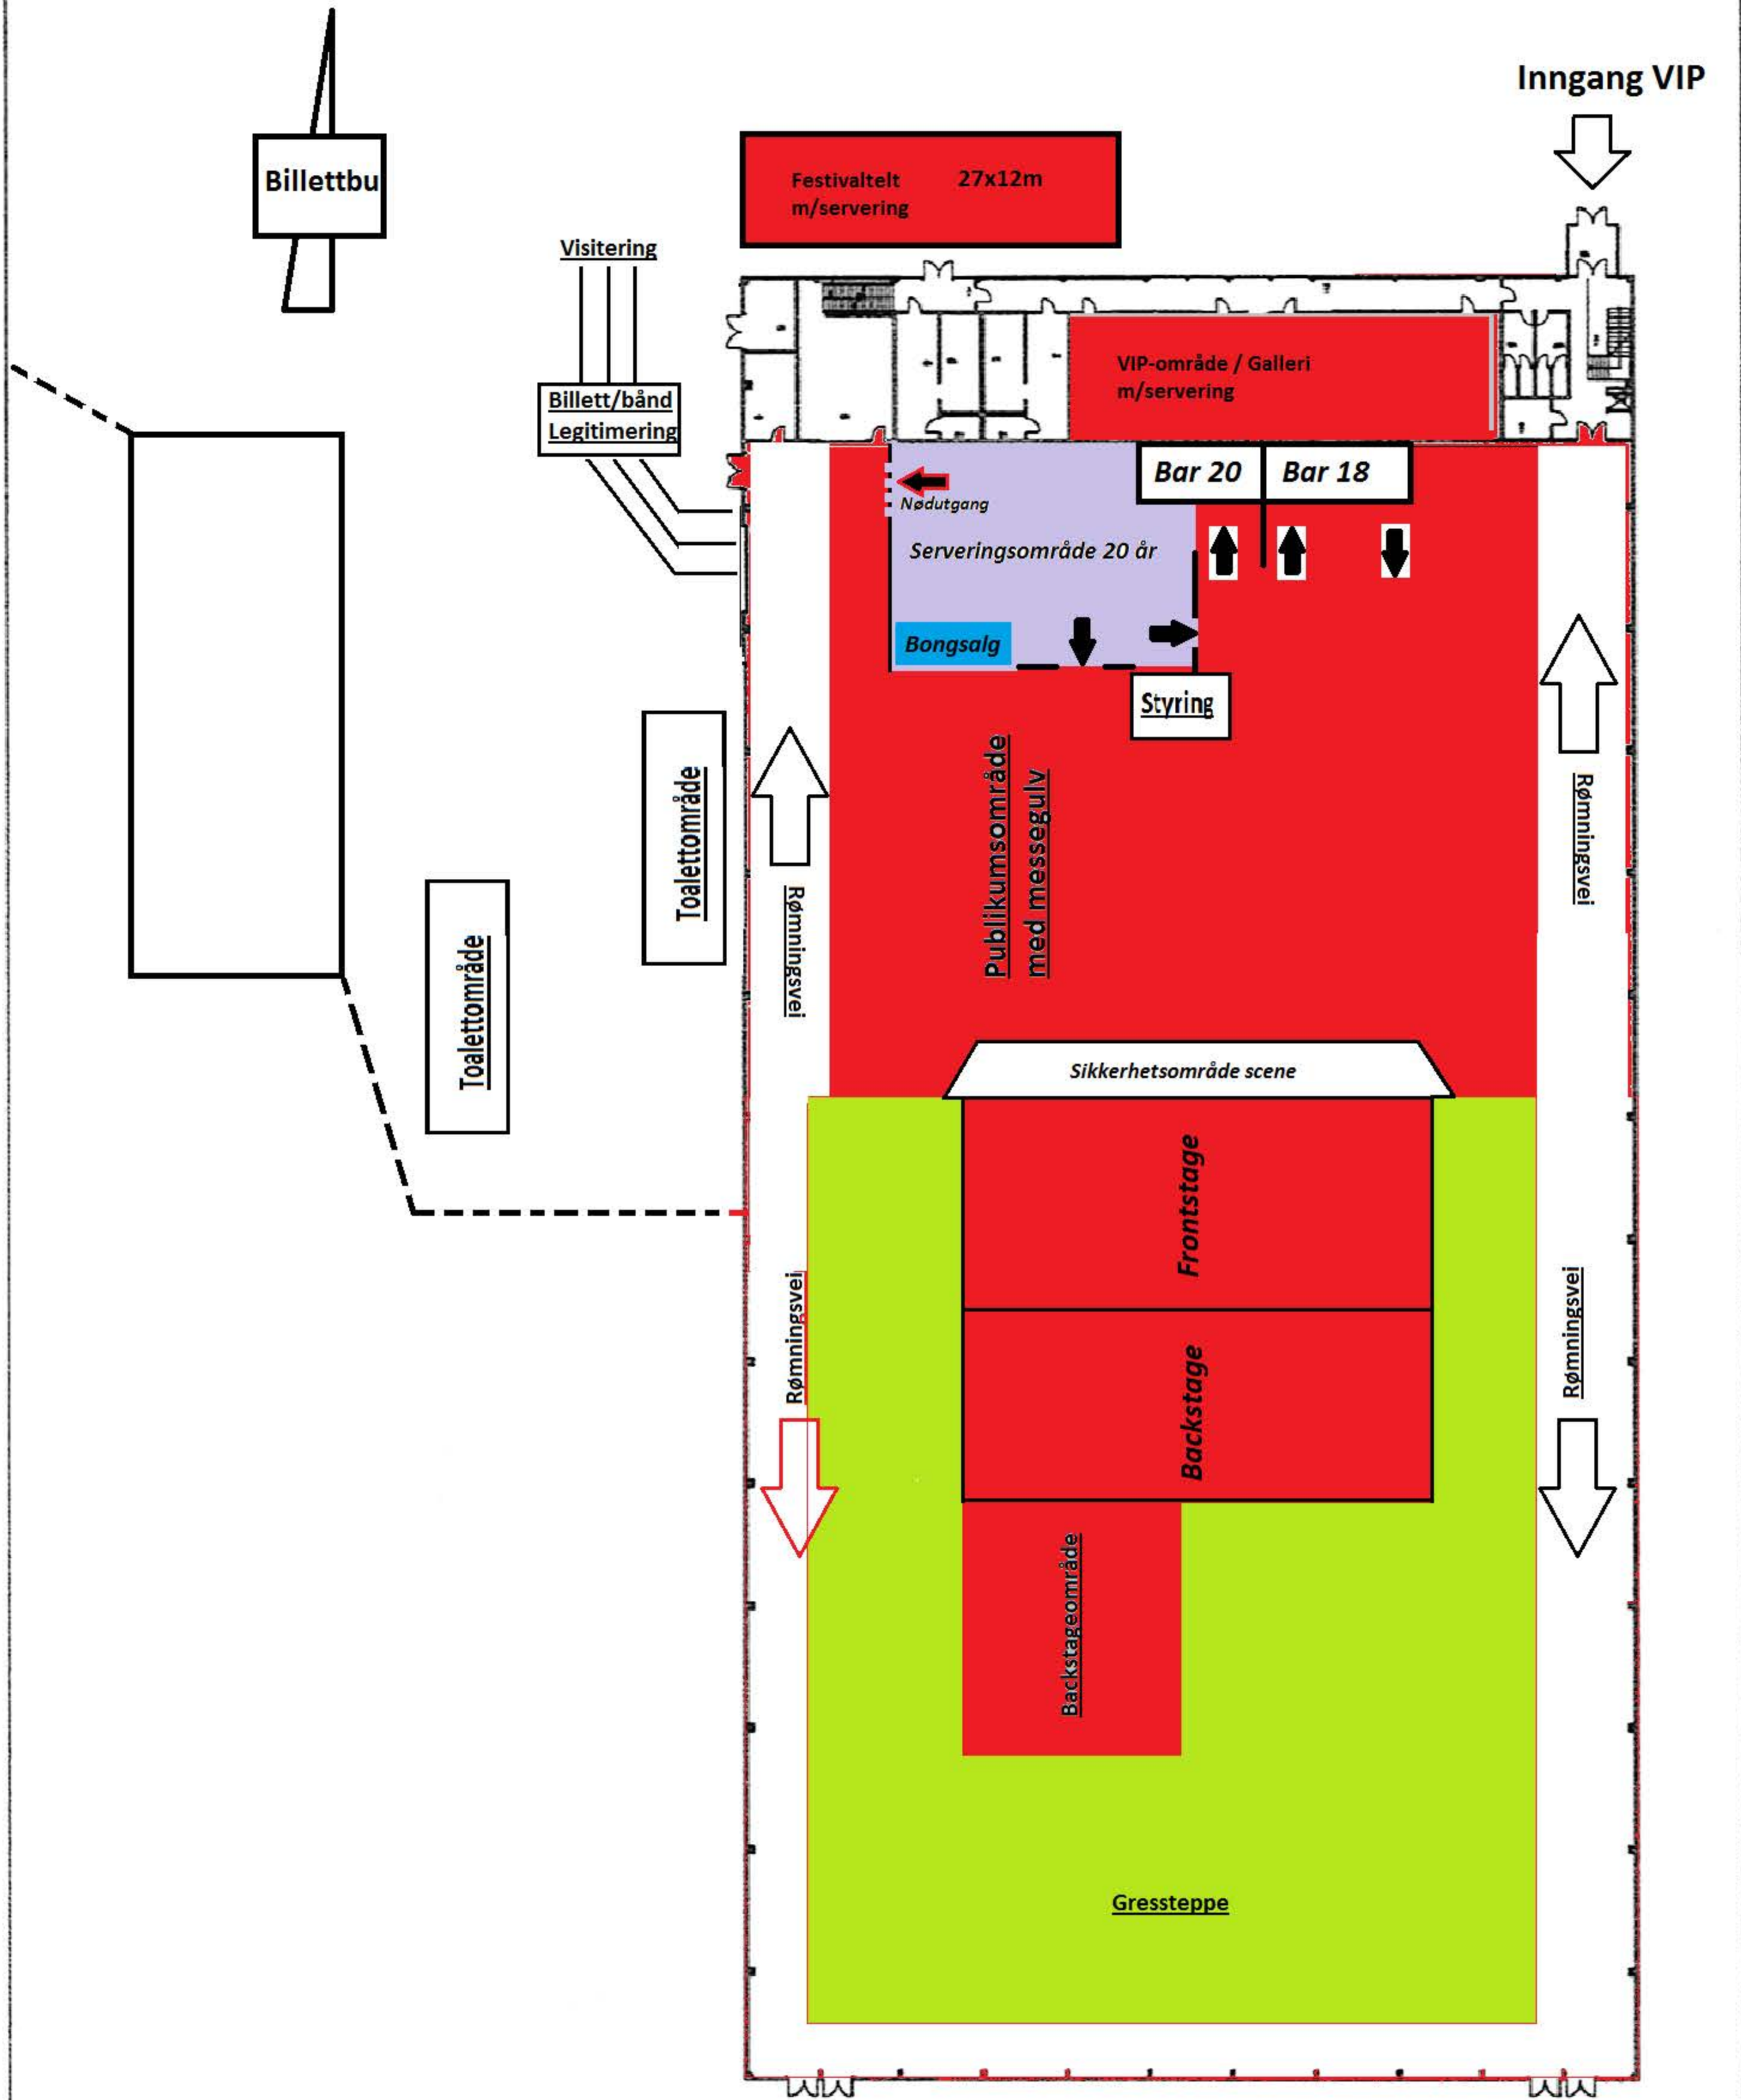 Inngang VIP
Billettbu
Festivaltelt 27x12m
m/servering
Visitering
VIP-område / Galleri
m/servering
Billett/bånd
Legitimering
Bar 20
Bar 18
Nødutgang
Serveringsområde 20 år
Bongsalg
Styring
Toalettområde
Toalettområde
Rømningsvei
Publikumsområde
med messegulv
Rømningsvei
Sikkerhetsområde scene
Frontstage
Rømningsvei
Rømningsvei
Backstage
Backstageområde
Gressteppe